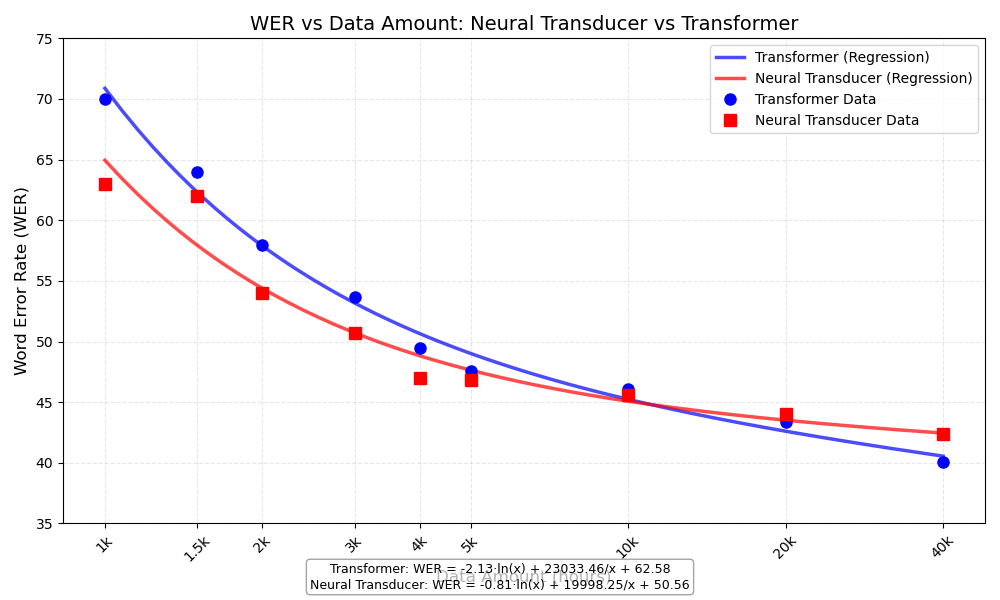 WER vs Data Amount: Neural Transducer vs Transformer
Word Error Rate (WER)
75
70
65
60
55
50
45
40
35
Transformer (Regression)
Neural Transducer (Regression)
Transformer Data
Neural Transducer Data
1k
1.5k
2k
3k
4k
5k
10k
20k
40k
Data Amount (hours)
Transformer: WER = -2.13·ln(x) + 23033.46/x + 62.58
Neural Transducer: WER = -0.81·ln(x) + 19998.25/x + 50.56